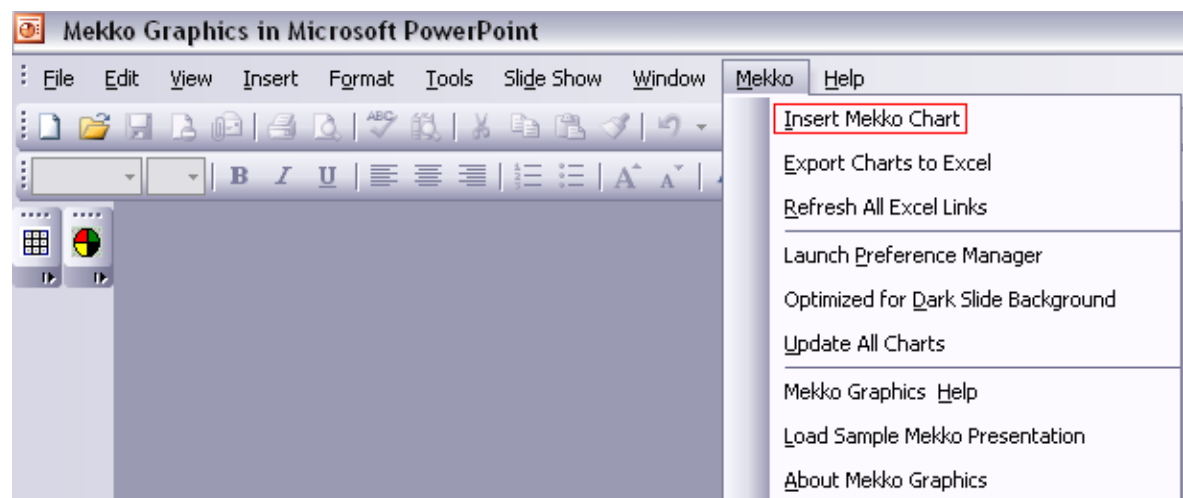 Mekko Graphics in Microsoft PowerPoint
File Edit View Insert Format Tools Slide Show Window Mekko Help
Insert Mekko Chart
Export Charts to Excel
Refresh All Excel Links
Launch Preference Manager
Optimized for Dark Slide Background
Update All Charts
Mekko Graphics Help
Load Sample Mekko Presentation
About Mekko Graphics
ABC
B I U A A